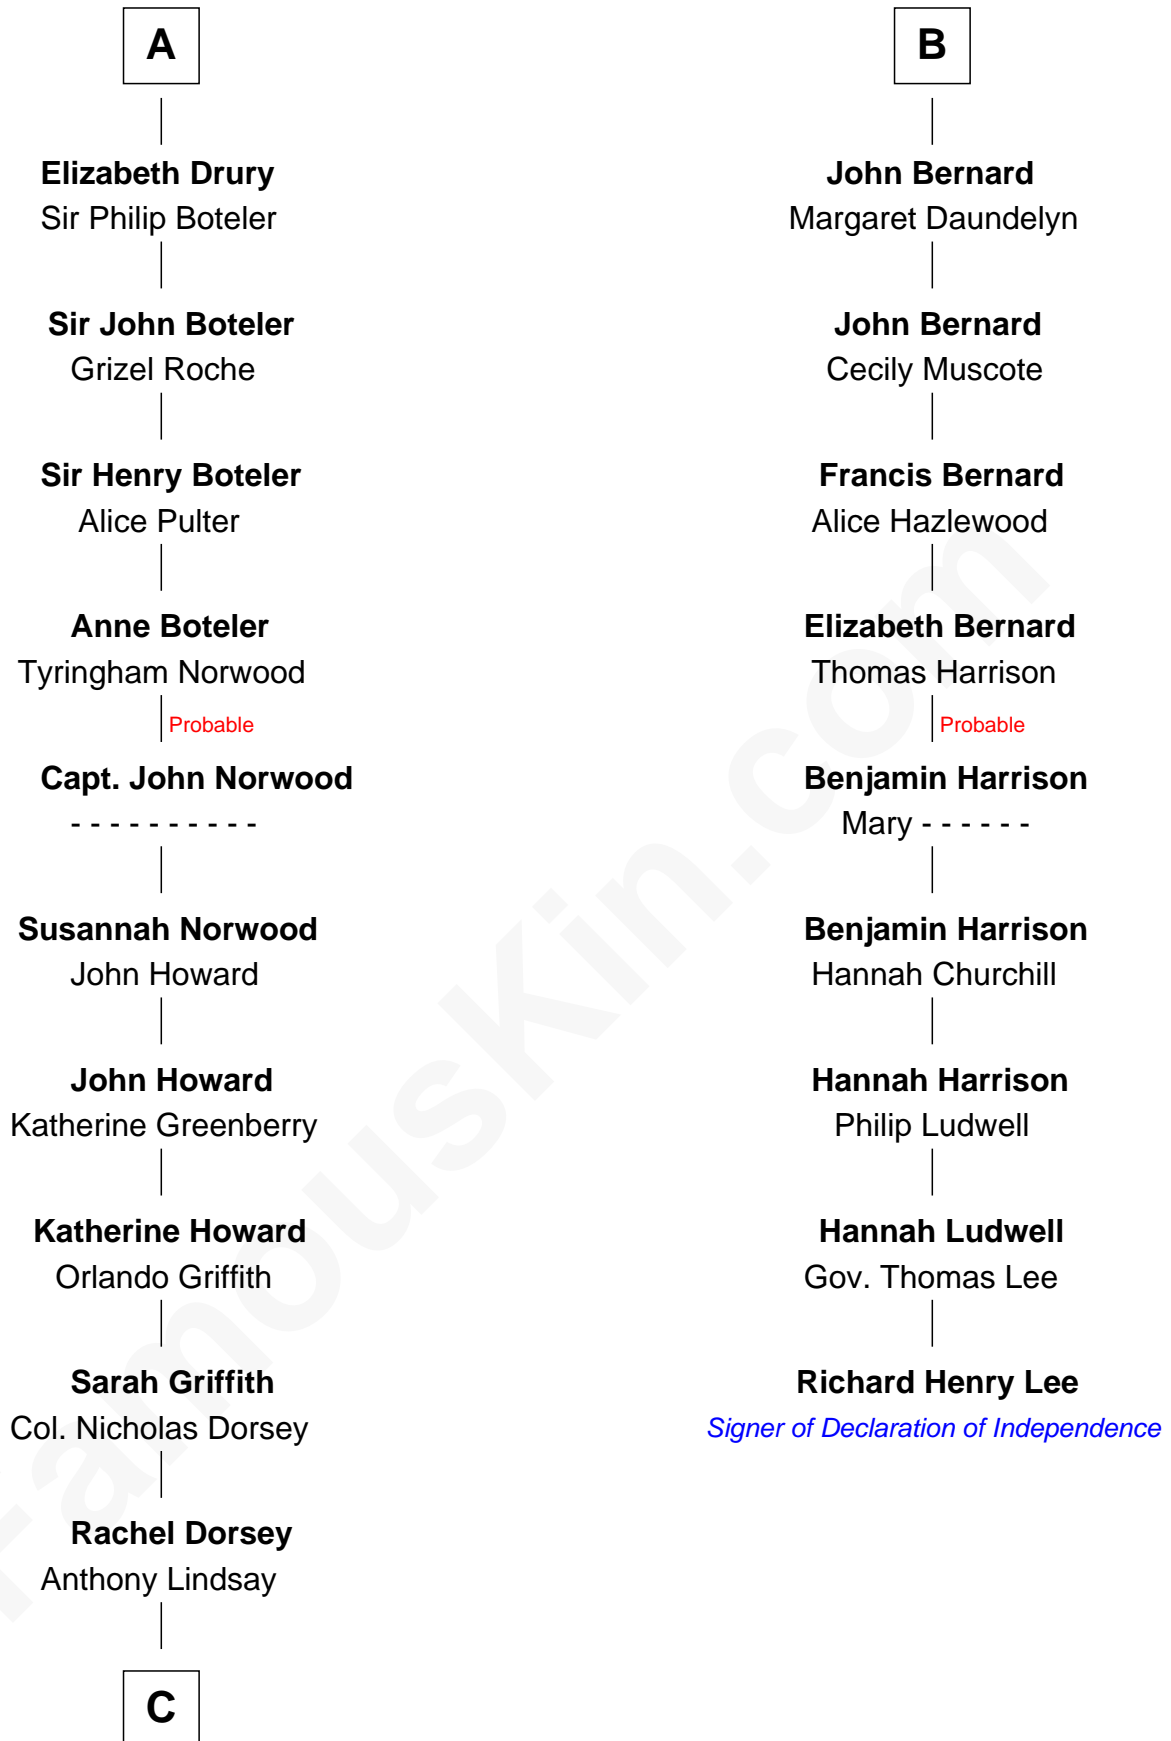 A
Elizabeth Drury
Sir Philip Boteler
Sir John Boteler
Grizel Roche
Sir Henry Boteler
Alice Pulter
Anne Boteler
Tyringham Norwood
Probable
Capt. John Norwood
- - - - - - - - - -
Susannah Norwood
John Howard
John Howard
Katherine Greenberry
Katherine Howard
Orlando Griffith
Sarah Griffith
Col. Nicholas Dorsey
Rachel Dorsey
Anthony Lindsay
C
B
John Bernard
Margaret Daundelyn
John Bernard
Cecily Muscote
Francis Bernard
Alice Hazlewood
Elizabeth Bernard
Thomas Harrison
Probable
Benjamin Harrison
Mary - - - - - -
Benjamin Harrison
Hannah Churchill
Hannah Harrison
Philip Ludwell
Hannah Ludwell
Gov. Thomas Lee
Richard Henry Lee
Signer of Declaration of Independence
FamousKin.com